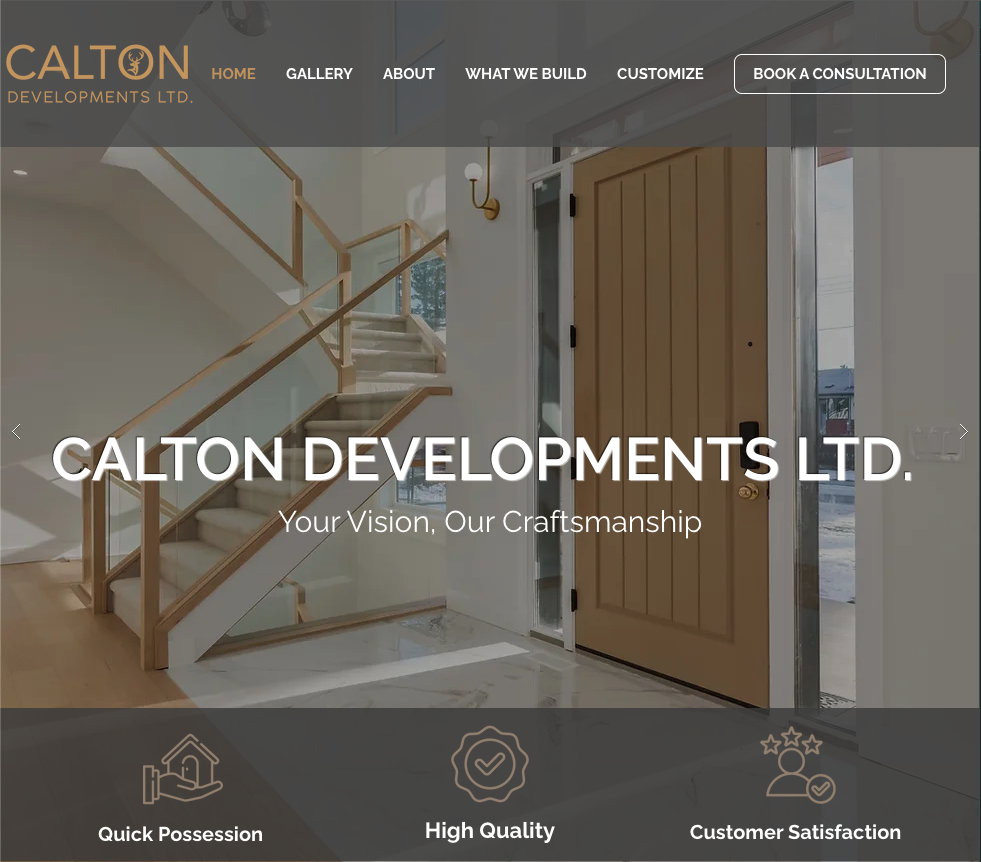 CALTON
DEVELOPMENTS LTD.
HOME GALLERY ABOUT WHAT WE BUILD CUSTOMIZE BOOK A CONSULTATION
CALTON DEVELOPMENTS LTD.
Your Vision, Our Craftsmanship
Quick Possession High Quality Customer Satisfaction